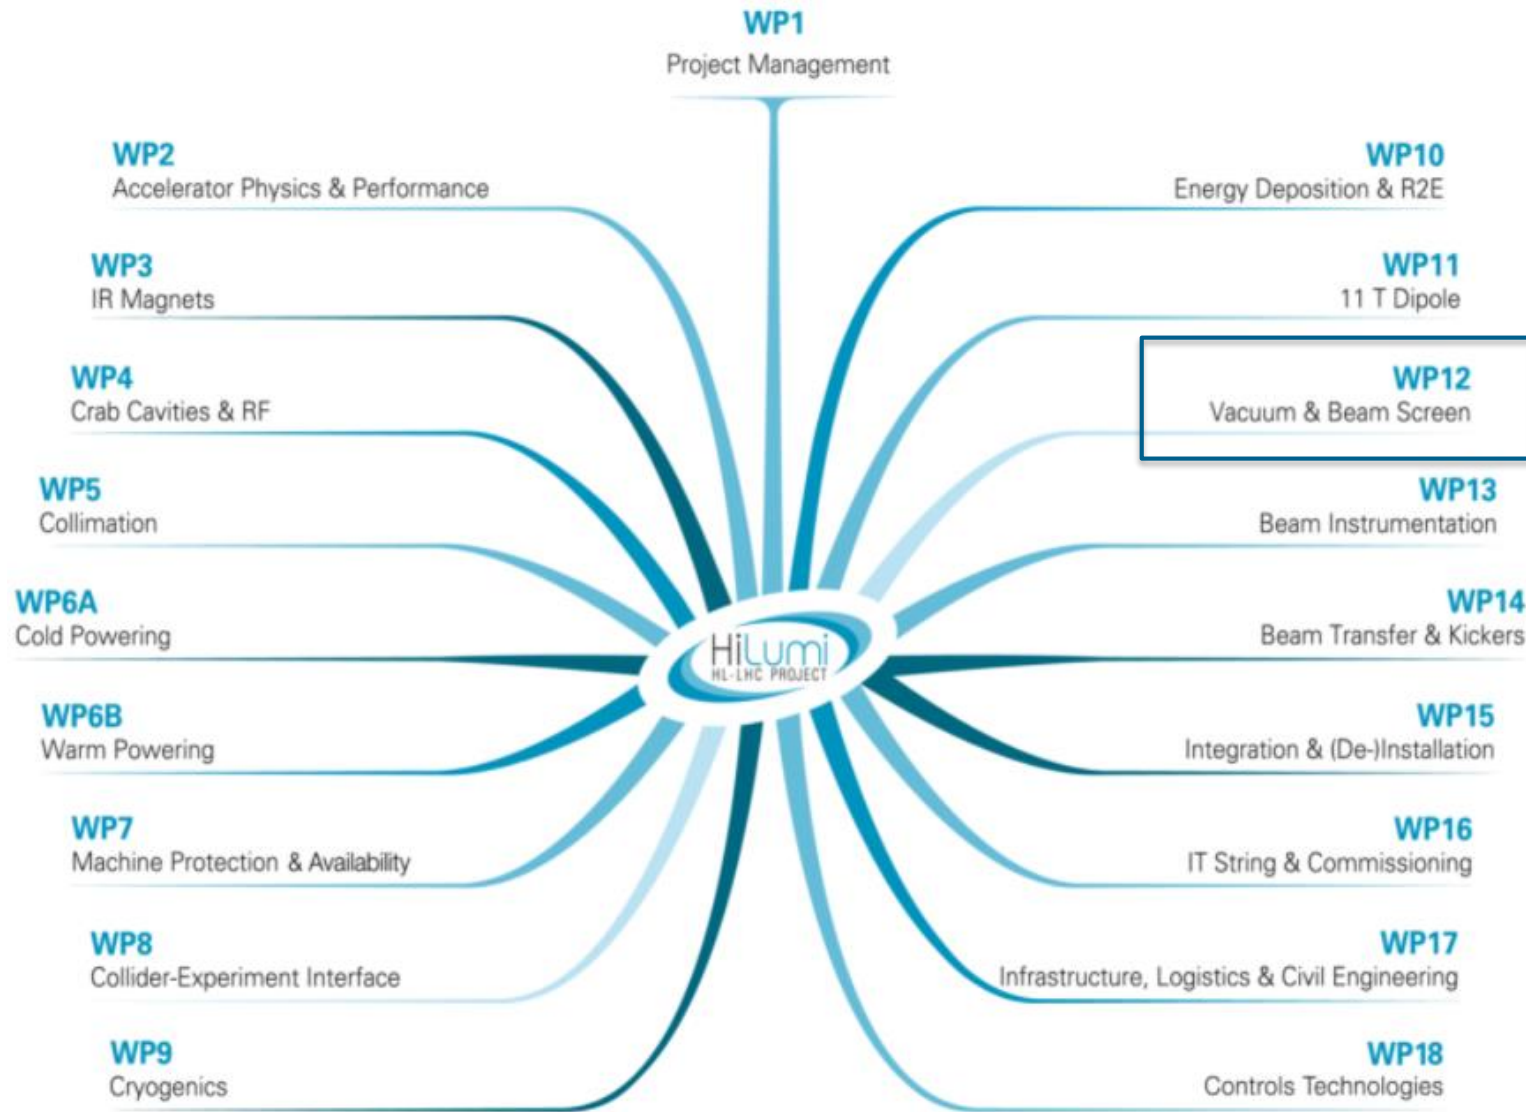 WP1
Project Management
WP2
Accelerator Physics & Performance
WP3
IR Magnets
WP4
Crab Cavities & RF
WP5
Collimation
WP6A
Cold Powering
WP6B
Warm Powering
WP7
Machine Protection & Availability
WP8
Collider-Experiment Interface
WP9
Cryogenics
HiLumi
HL-LHC PROJECT
WP10
Energy Deposition & R2E
WP11
11 T Dipole
WP12
Vacuum & Beam Screen
WP13
Beam Instrumentation
WP14
Beam Transfer & Kickers
WP15
Integration & (De-)Installation
WP16
IT String & Commissioning
WP17
Infrastructure, Logistics & Civil Engineering
WP18
Controls Technologies